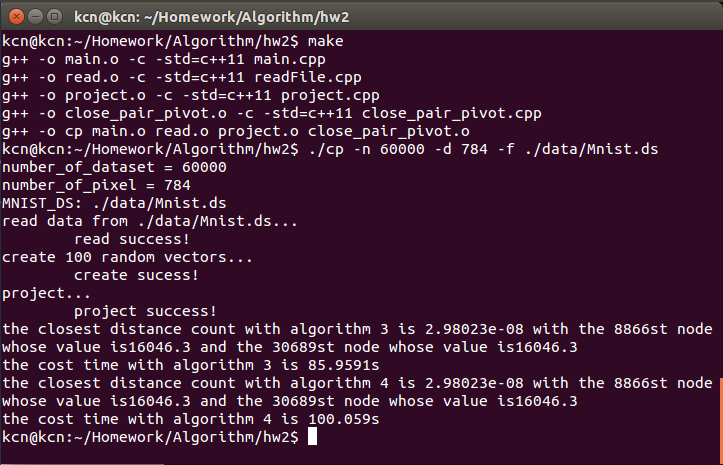 kcn@kcn: ~/Homework/Algorithm/hw2
kcn@kcn:~/Homework/Algorithm/hw2$ make
g++ -o main.o -c -std=c++11 main.cpp
g++ -o read.o -c -std=c++11 readFile.cpp
g++ -o project.o -c -std=c++11 project.cpp
g++ -o close_pair_pivot.o -c -std=c++11 close_pair_pivot.cpp
g++ -o cp main.o read.o project.o close_pair_pivot.o
kcn@kcn:~/Homework/Algorithm/hw2$ ./cp -n 60000 -d 784 -f ./data/Mnist.ds
number_of_dataset = 60000
number_of_pixel = 784
MNIST_DS: ./data/Mnist.ds
read data from ./data/Mnist.ds...
        read success!
create 100 random vectors...
        create sucess!
project...
        project success!
the closest distance count with algorithm 3 is 2.98023e-08 with the 8866st node
whose value is16046.3 and the 30689st node whose value is16046.3
the cost time with algorithm 3 is 85.9591s
the closest distance count with algorithm 4 is 2.98023e-08 with the 8866st node
whose value is16046.3 and the 30689st node whose value is16046.3
the cost time with algorithm 4 is 100.059s
kcn@kcn:~/Homework/Algorithm/hw2$